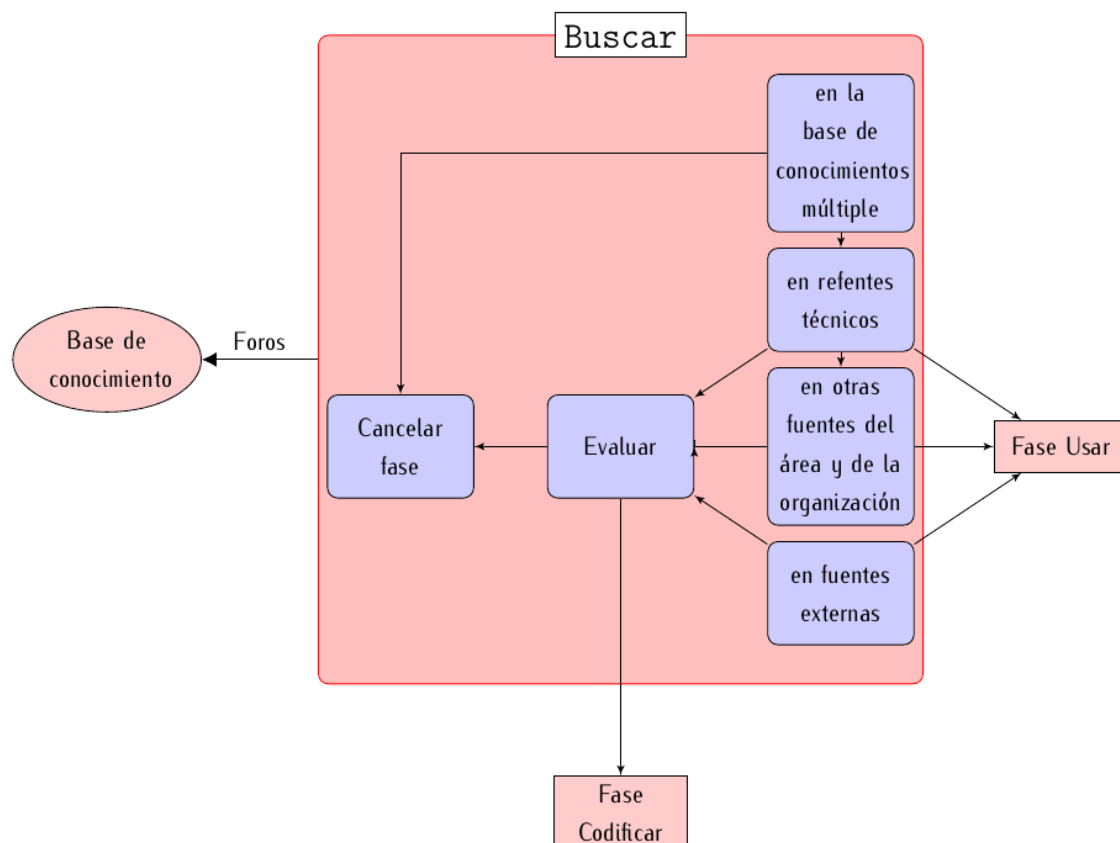 Buscar
en la
base de
conocimientos
múltiple
en refentes
técnicos
Base de
conocimiento
Foros
Cancelar
fase
Evaluar
en otras
fuentes del
área y de la
organización
Fase Usar
en fuentes
externas
Fase
Codificar